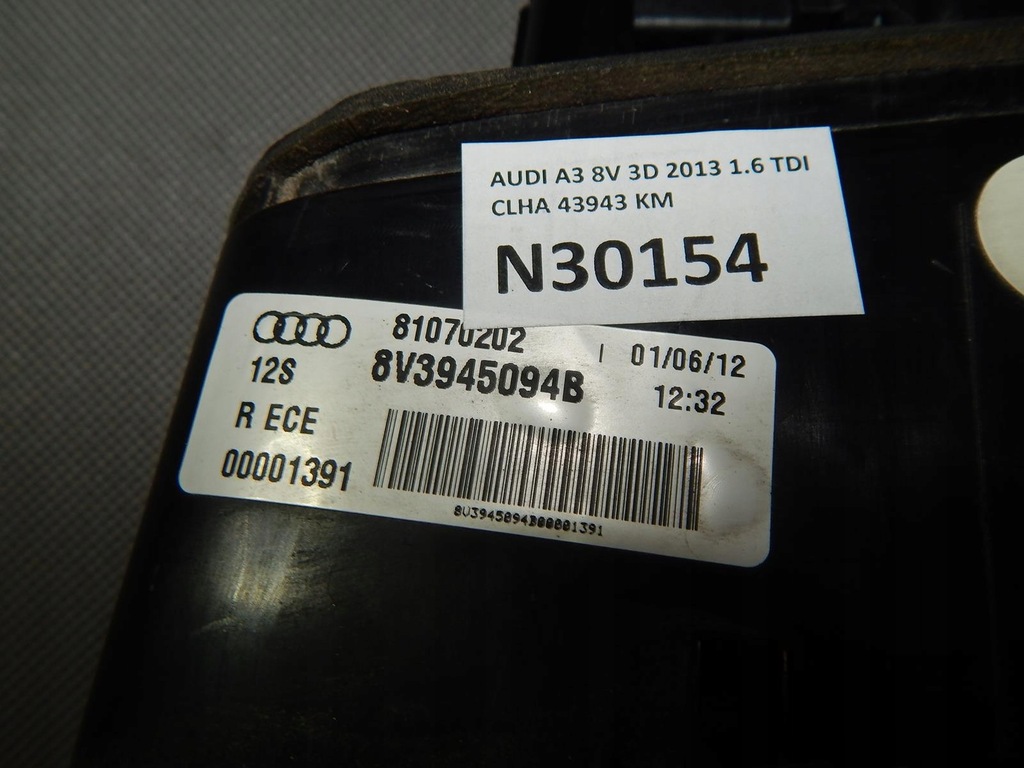 AUDI A3 8V 3D 2013 1.6 TDI
CLHA 43943 KM
N30154
81070202
01/06/12
12S
8V3945094B
12:32
R ECE
00001391
8V3945094B00001391